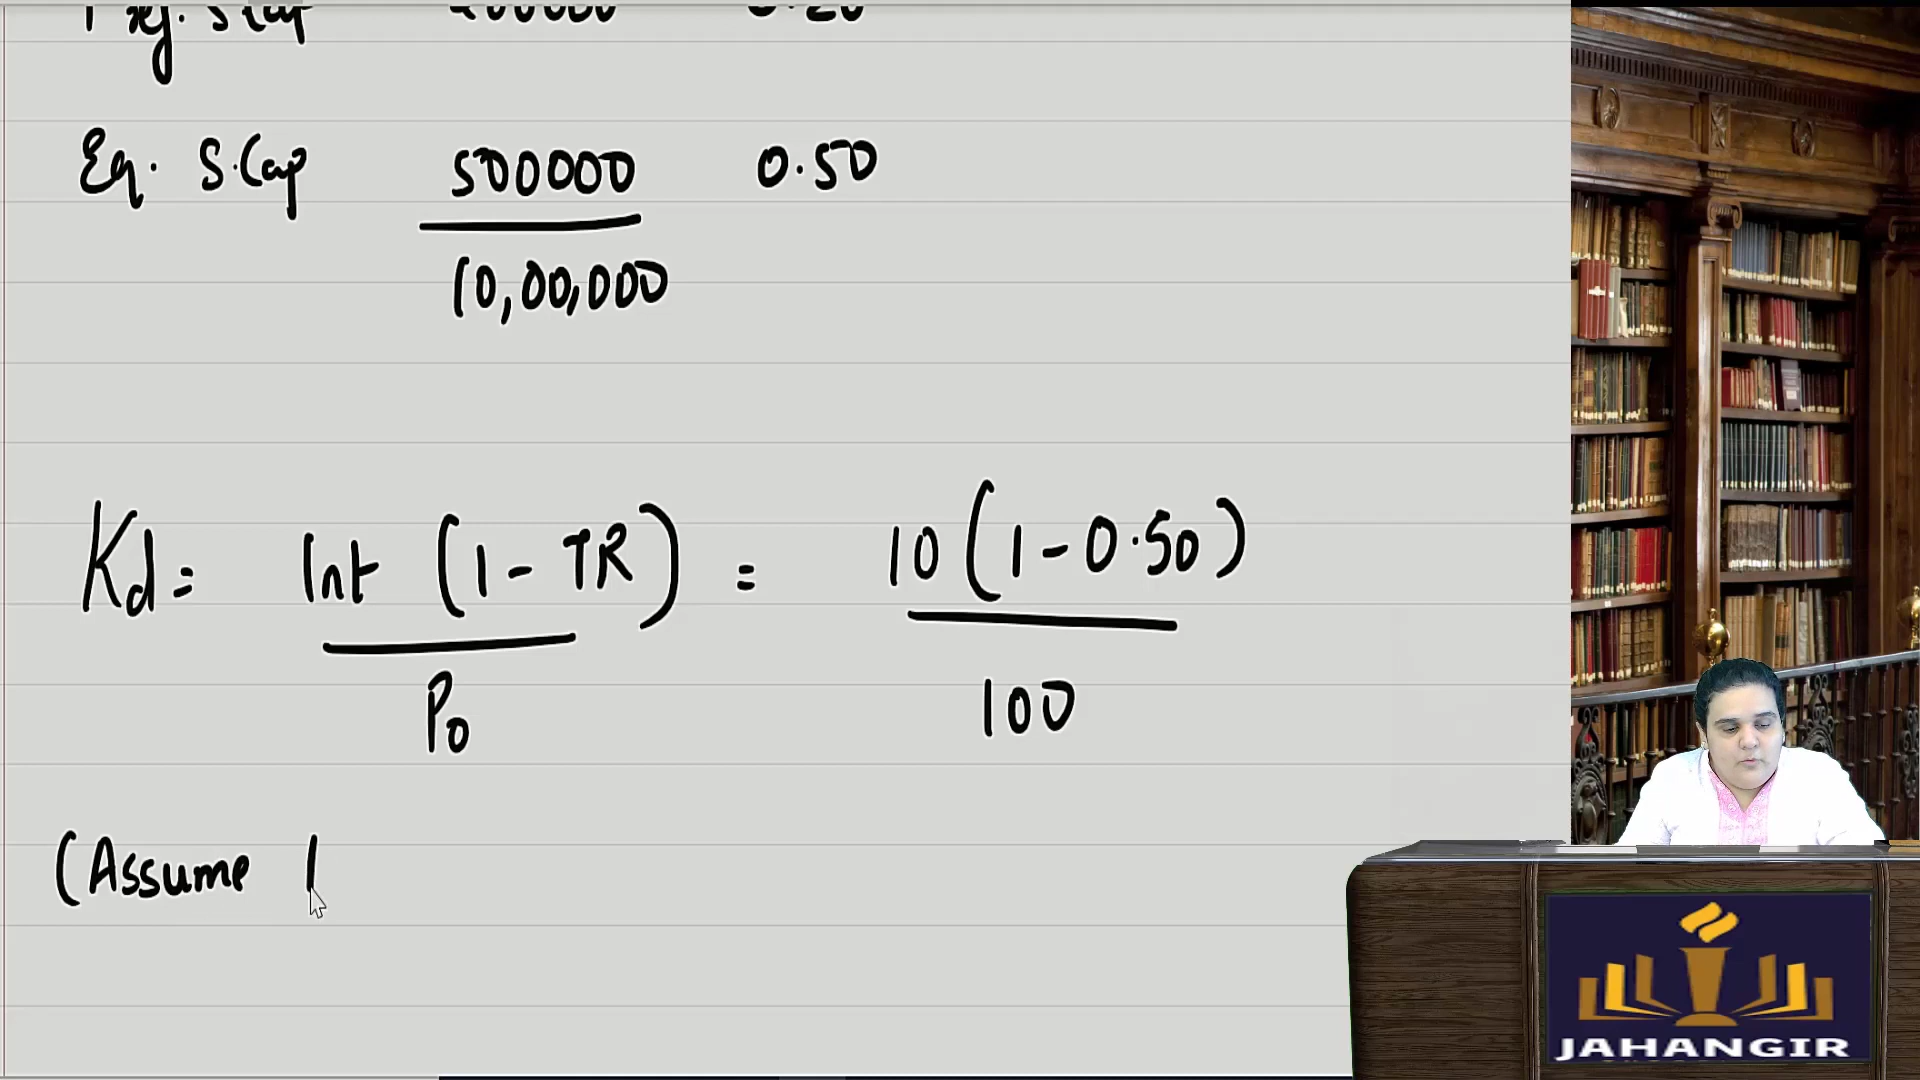 Eq. S.Cap 500000 0.50
10,00,000
Kd = Int (1 - TR) = 10 (1 - 0.50)
P0 100
(Assume
JAHANGIR